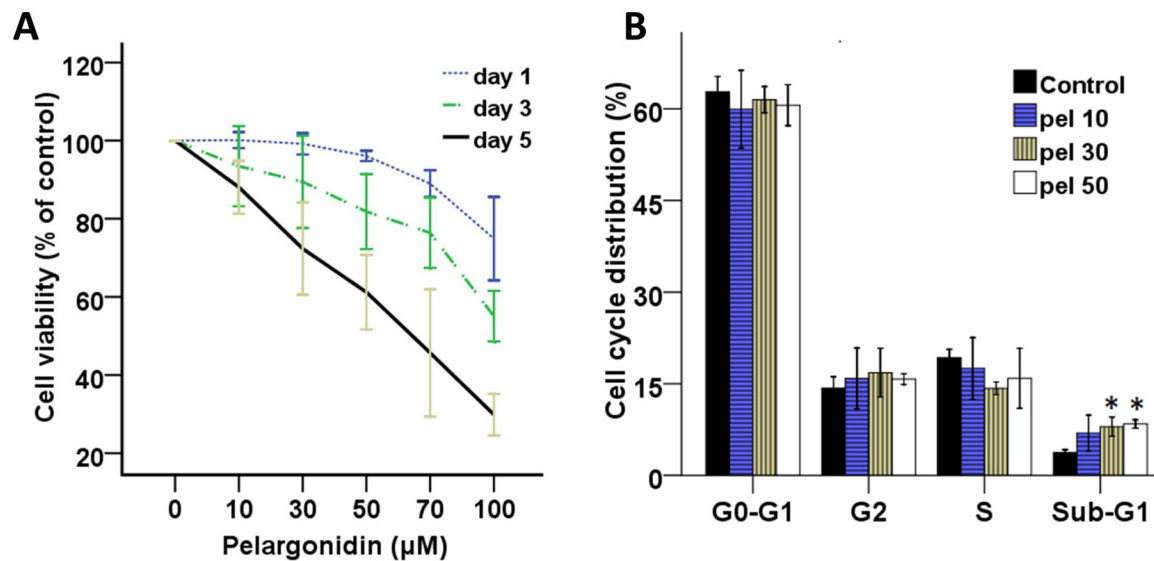 A
Cell viability (% of control)
120
100
80
60
40
20
day 1
day 3
day 5
0 10 30 50 70 100
Pelargonidin (µM)
B
Cell cycle distribution (%)
60
45
30
15
0
Control
pel 10
pel 30
pel 50
* *
G0-G1 G2 S Sub-G1